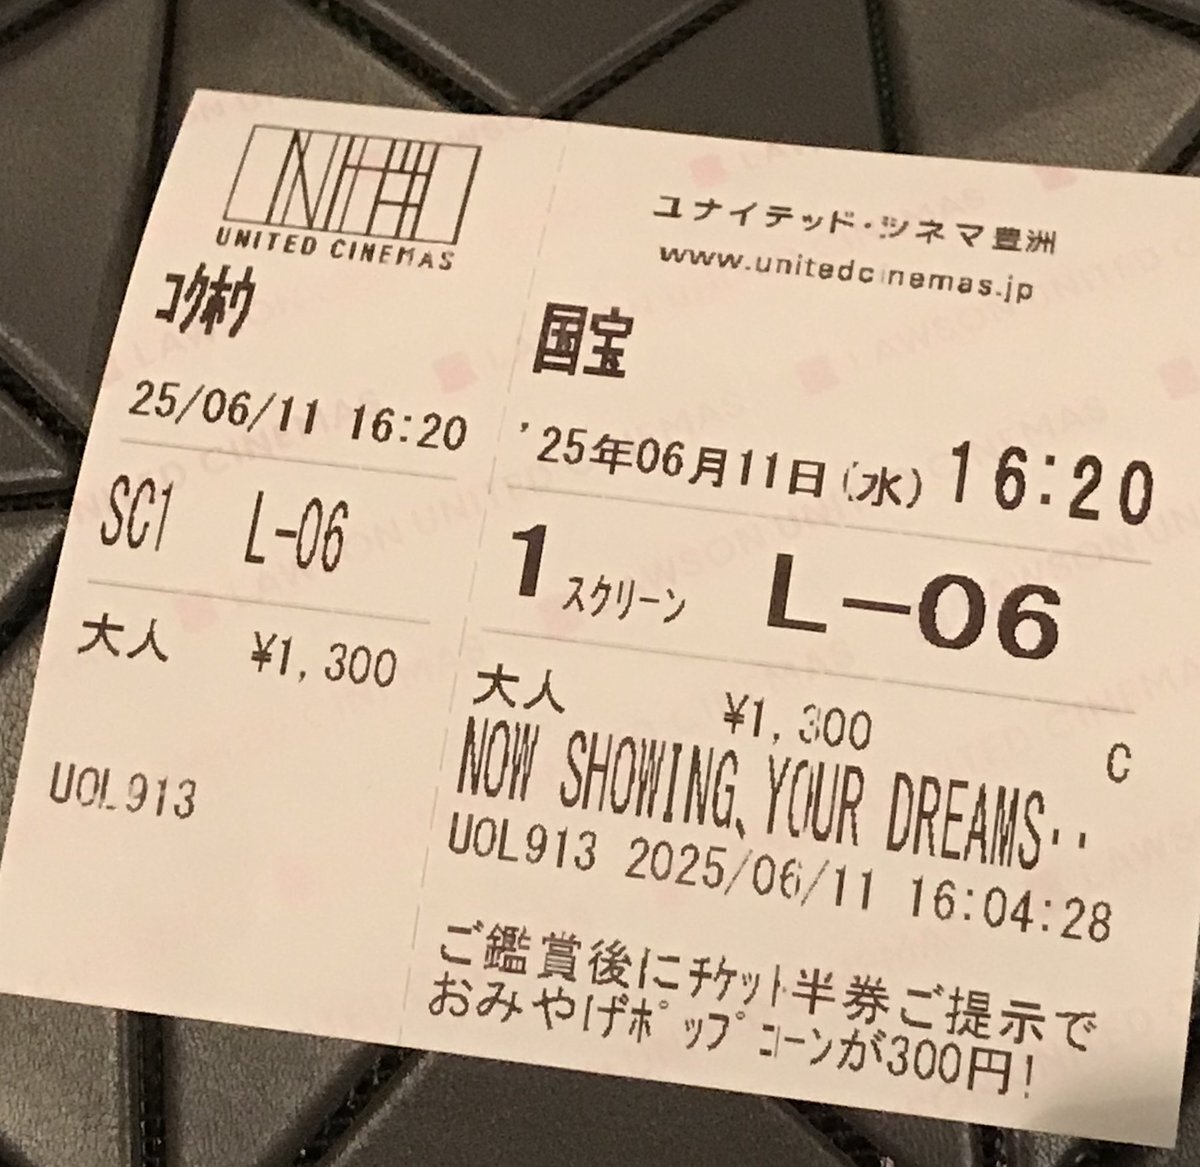 UNITED CINEMAS
コクホウ
25/06/11 16:20
SC1 L-06
大人 ¥1,300
UOL913
ユナイテッド・シネマ豊洲
www.unitedcinemas.jp
国宝
'25年06月11日(水) 16:20
1スクリーン L-06
大人 ¥1,300 C
NOW SHOWING、YOUR DREAMS‥
UOL913 2025/06/11 16:04:28
ご鑑賞後にチケット半券ご提示で
おみやげポップコーンが300円!